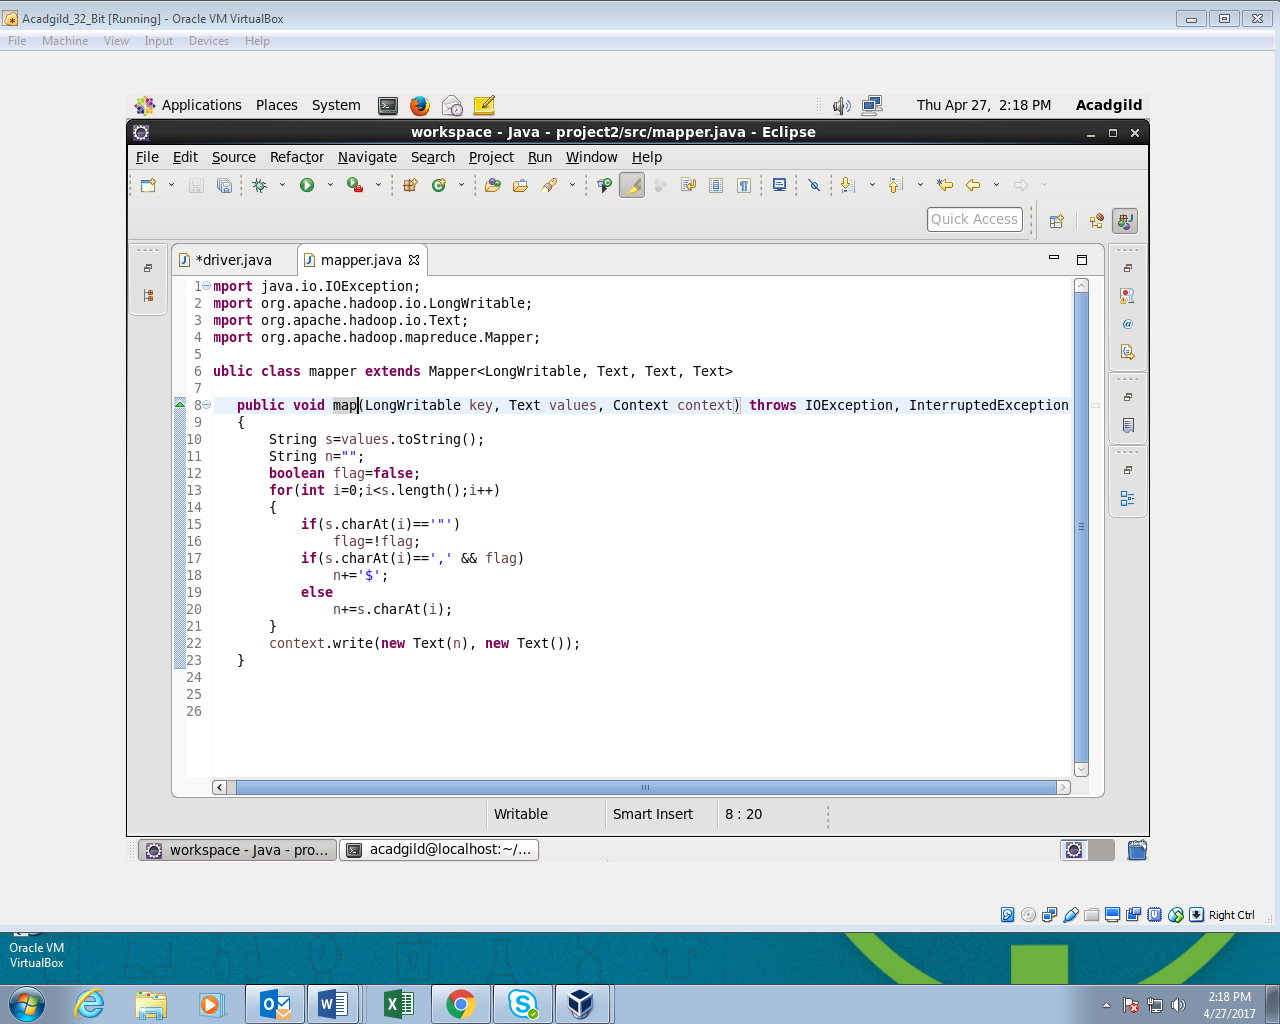 Acadgild_32_Bit [Running] - Oracle VM VirtualBox
File Machine View Input Devices Help
Applications Places System Thu Apr 27, 2:18 PM Acadgild
workspace - Java - project2/src/mapper.java - Eclipse
File Edit Source Refactor Navigate Search Project Run Window Help
Quick Access
*driver.java mapper.java
1 mport java.io.IOException;
2 mport org.apache.hadoop.io.LongWritable;
3 mport org.apache.hadoop.io.Text;
4 mport org.apache.hadoop.mapreduce.Mapper;
5
6 ublic class mapper extends Mapper<LongWritable, Text, Text, Text>
7
8 public void map(LongWritable key, Text values, Context context) throws IOException, InterruptedException
9 {
10 String s=values.toString();
11 String n="";
12 boolean flag=false;
13 for(int i=0;i<s.length();i++)
14 {
15 if(s.charAt(i)=='"')
16 flag=!flag;
17 if(s.charAt(i)==',' && flag)
18 n+='$';
19 else
20 n+=s.charAt(i);
21 }
22 context.write(new Text(n), new Text());
23 }
24
25
26
Writable Smart Insert 8 : 20
workspace - Java - pro... acadgild@localhost:~/...
Right Ctrl
Oracle VM
VirtualBox
2:18 PM
4/27/2017